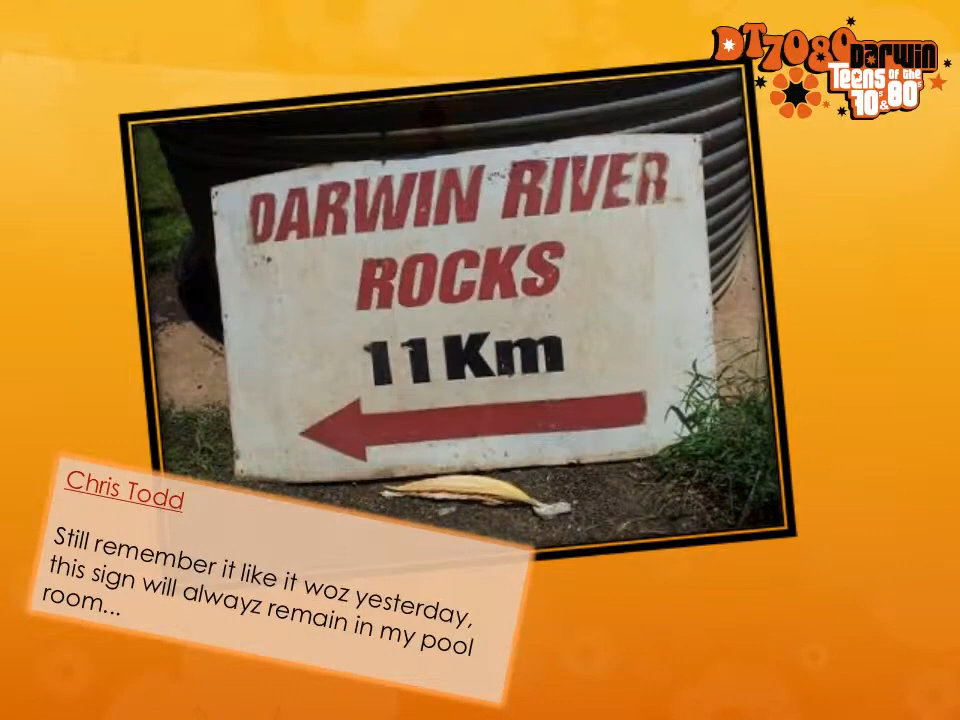 DT7080 Darwin
Teens of the
70s & 80s
DARWIN RIVER
ROCKS
11Km
Chris Todd
Still remember it like it woz yesterday,
this sign will alwayz remain in my pool
room...